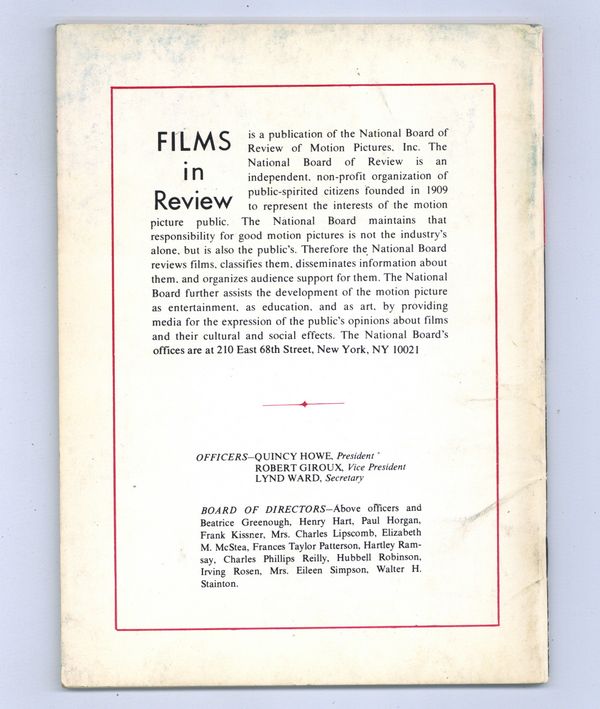 FILMS
in
Review
is a publication of the National Board of
Review of Motion Pictures, Inc. The
National Board of Review is an
independent, non-profit organization of
public-spirited citizens founded in 1909
to represent the interests of the motion
picture public. The National Board maintains that
responsibility for good motion pictures is not the industry's
alone, but is also the public's. Therefore the National Board
reviews films, classifies them, disseminates information about
them, and organizes audience support for them. The National
Board further assists the development of the motion picture
as entertainment, as education, and as art, by providing
media for the expression of the public's opinions about films
and their cultural and social effects. The National Board's
offices are at 210 East 68th Street, New York, NY 10021
OFFICERS—QUINCY HOWE, President
ROBERT GIROUX, Vice President
LYND WARD, Secretary
BOARD OF DIRECTORS—Above officers and
Beatrice Greenough, Henry Hart, Paul Horgan,
Frank Kissner, Mrs. Charles Lipscomb, Elizabeth
M. McStea, Frances Taylor Patterson, Hartley Ram-
say, Charles Phillips Reilly, Hubbell Robinson,
Irving Rosen, Mrs. Eileen Simpson, Walter H.
Stainton.